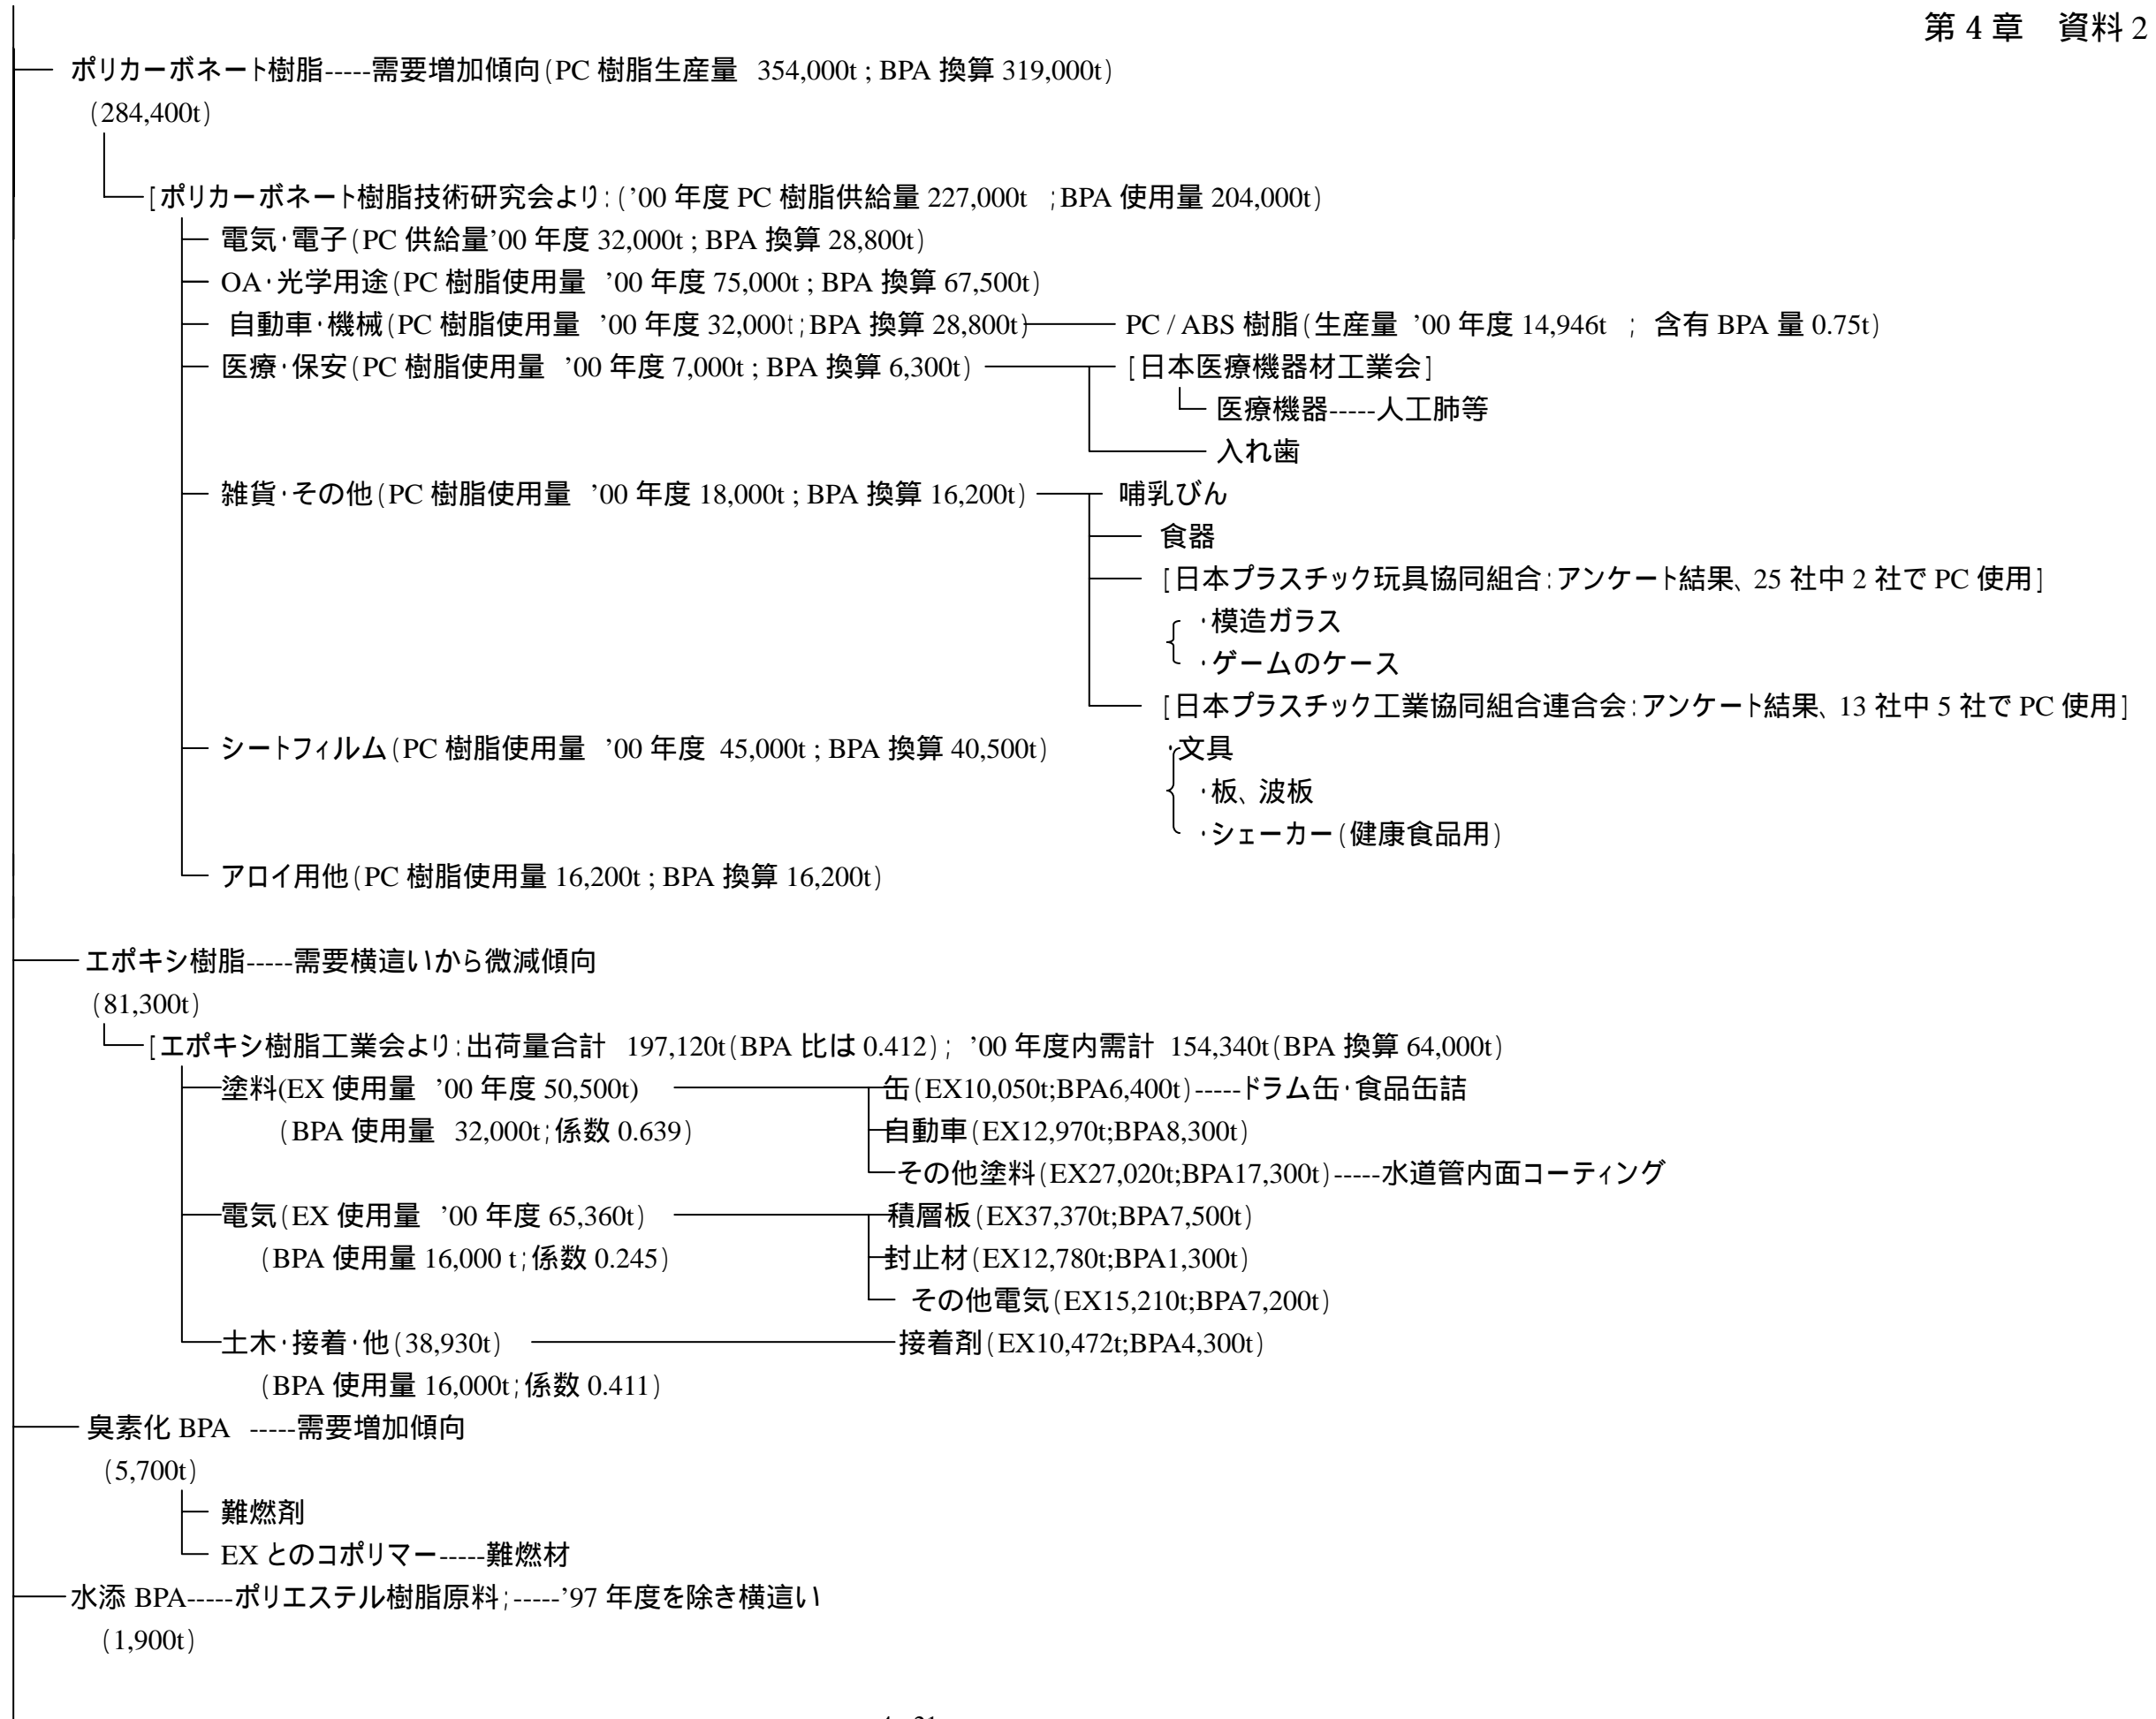 第 4 章　資料 2
ポリカーボネート樹脂-----需要増加傾向(PC 樹脂生産量 354,000t ; BPA 換算 319,000t)
(284,400t)
[ポリカーボネート樹脂技術研究会より:('00 年度 PC 樹脂供給量 227,000t ;BPA 使用量 204,000t)
電気・電子(PC 供給量'00 年度 32,000t ; BPA 換算 28,800t)
OA・光学用途(PC 樹脂使用量 '00 年度 75,000t ; BPA 換算 67,500t)
自動車・機械(PC 樹脂使用量 '00 年度 32,000t ; BPA 換算 28,800t) PC / ABS 樹脂(生産量 '00 年度 14,946t ; 含有 BPA 量 0.75t)
医療・保安(PC 樹脂使用量 '00 年度 7,000t ; BPA 換算 6,300t) [日本医療機器材工業会]
医療機器-----人工肺等
入れ歯
雑貨・その他(PC 樹脂使用量 '00 年度 18,000t ; BPA 換算 16,200t) 哺乳びん
食器
[日本プラスチック玩具協同組合:アンケート結果、25 社中 2 社で PC 使用]
・模造ガラス
・ゲームのケース
[日本プラスチック工業協同組合連合会:アンケート結果、13 社中 5 社で PC 使用]
シートフィルム(PC 樹脂使用量 '00 年度 45,000t ; BPA 換算 40,500t) ・文具
・板、波板
・シェーカー(健康食品用)
アロイ用他(PC 樹脂使用量 16,200t ; BPA 換算 16,200t)
エポキシ樹脂-----需要横這いから微減傾向
(81,300t)
[エポキシ樹脂工業会より:出荷量合計 197,120t(BPA 比は 0.412); '00 年度内需計 154,340t(BPA 換算 64,000t)
塗料(EX 使用量 '00 年度 50,500t) 缶(EX10,050t;BPA6,400t)-----ドラム缶・食品缶詰
(BPA 使用量 32,000t;係数 0.639) 自動車(EX12,970t;BPA8,300t)
その他塗料(EX27,020t;BPA17,300t)-----水道管内面コーティング
電気(EX 使用量 '00 年度 65,360t) 積層板(EX37,370t;BPA7,500t)
(BPA 使用量 16,000 t;係数 0.245) 封止材(EX12,780t;BPA1,300t)
その他電気(EX15,210t;BPA7,200t)
土木・接着・他(38,930t) 接着剤(EX10,472t;BPA4,300t)
(BPA 使用量 16,000t;係数 0.411)
臭素化 BPA -----需要増加傾向
(5,700t)
難燃剤
EX とのコポリマー-----難燃材
水添 BPA-----ポリエステル樹脂原料;-----'97 年度を除き横這い
(1,900t)